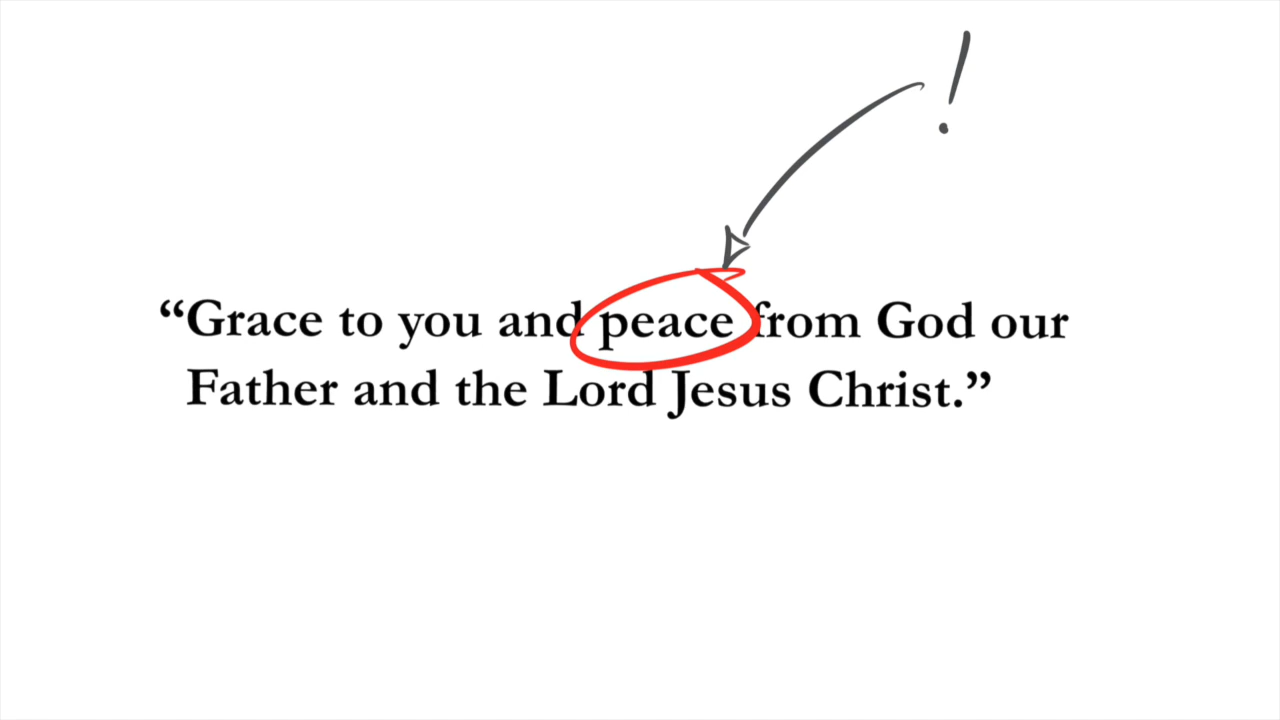 !
“Grace to you and peace from God our
Father and the Lord Jesus Christ.”